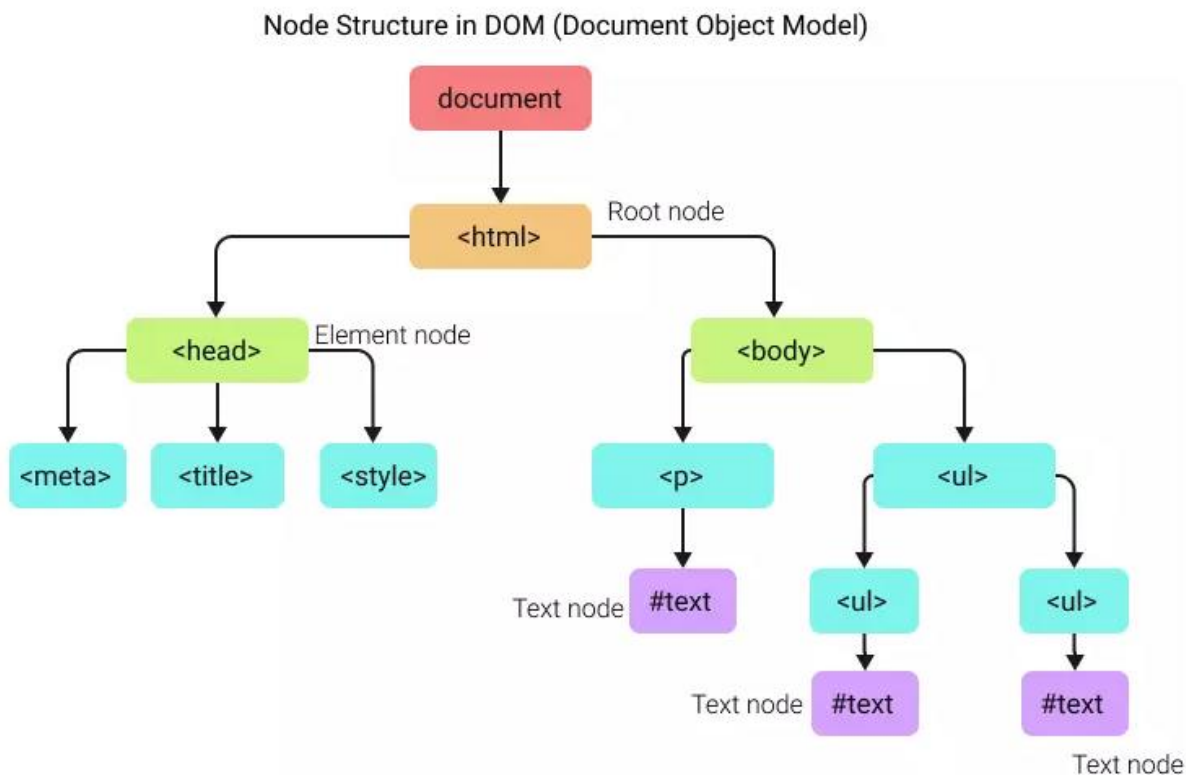 Node Structure in DOM (Document Object Model)
document
Root node
<html>
Element node
<head>
<body>
<meta>
<title>
<style>
<p>
<ul>
Text node
#text
<ul>
<ul>
Text node
#text
#text
Text node